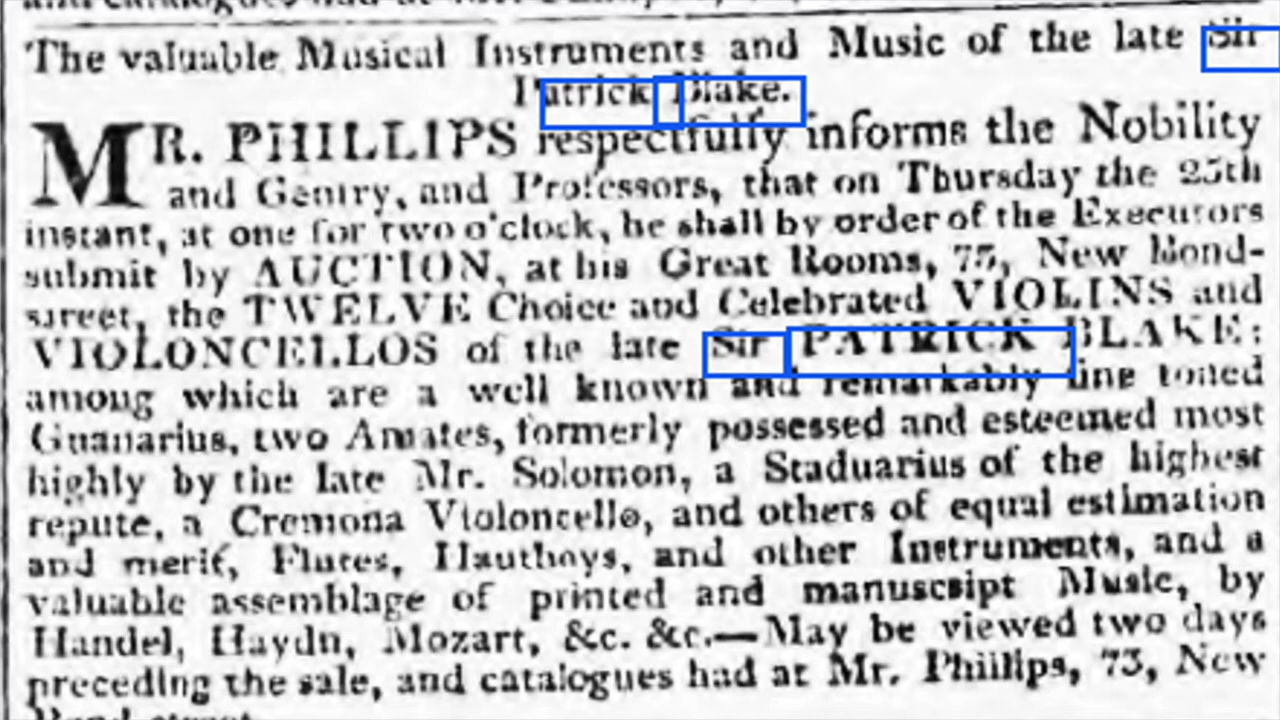 The valuable Musical Instruments and Music of the late Sir
Patrick Blake.
MR. PHILLIPS respectfully informs the Nobility
and Gentry, and Professors, that on Thursday the 25th
instant, at one for two o'clock, he shall by order of the Executors
submit by AUCTION, at his Great Rooms, 73, New Bond-
street, the TWELVE Choice and Celebrated VIOLINS and
VIOLONCELLOS of the late Sir PATRICK BLAKE:
among which are a well known and remarkably fine toned
Guanarius, two Amates, formerly possessed and esteemed most
highly by the late Mr. Solomon, a Staduarius of the highest
repute, a Cremona Violoncello, and others of equal estimation
and merit, Flutes, Hautboys, and other Instruments, and a
valuable assemblage of printed and manuscsipt Music, by
Handel, Haydn, Mozart, &c. &c.—May be viewed two days
preceding the sale, and catalogues had at Mr. Phillips, 73, New